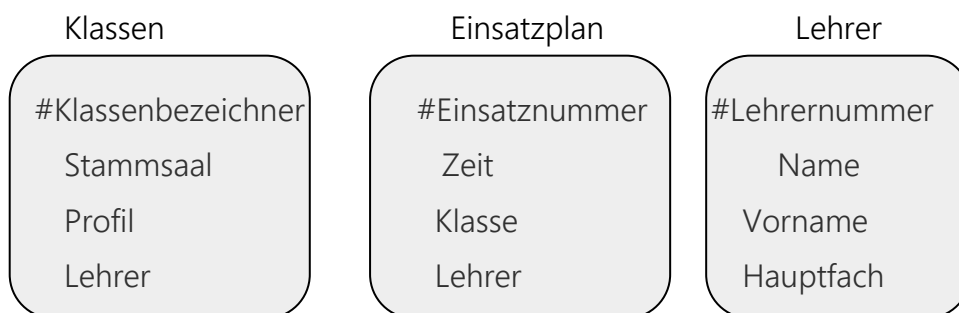 Klassen
#Klassenbezeichner
Stammsaal
Profil
Lehrer
Einsatzplan
#Einsatznummer
Zeit
Klasse
Lehrer
Lehrer
#Lehrernummer
Name
Vorname
Hauptfach